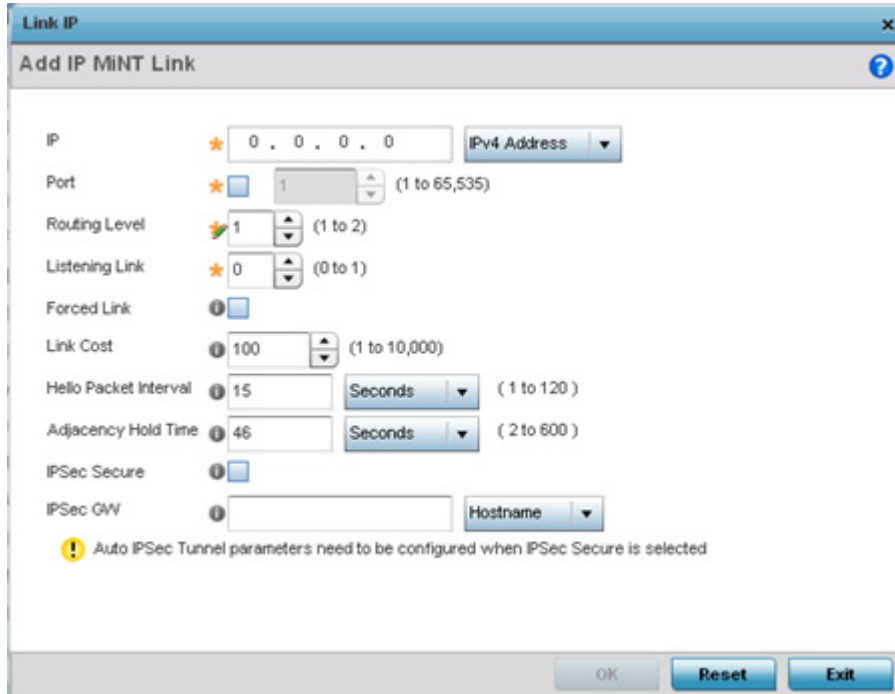 Link IP
Add IP MiNT Link
IP 0 . 0 . 0 . 0 IPv4 Address
Port 1 (1 to 65,535)
Routing Level 1 (1 to 2)
Listening Link 0 (0 to 1)
Forced Link
Link Cost 100 (1 to 10,000)
Hello Packet Interval 15 Seconds ( 1 to 120 )
Adjacency Hold Time 46 Seconds ( 2 to 600 )
IPSec Secure
IPSec GW Hostname
Auto IPSec Tunnel parameters need to be configured when IPSec Secure is selected
OK Reset Exit